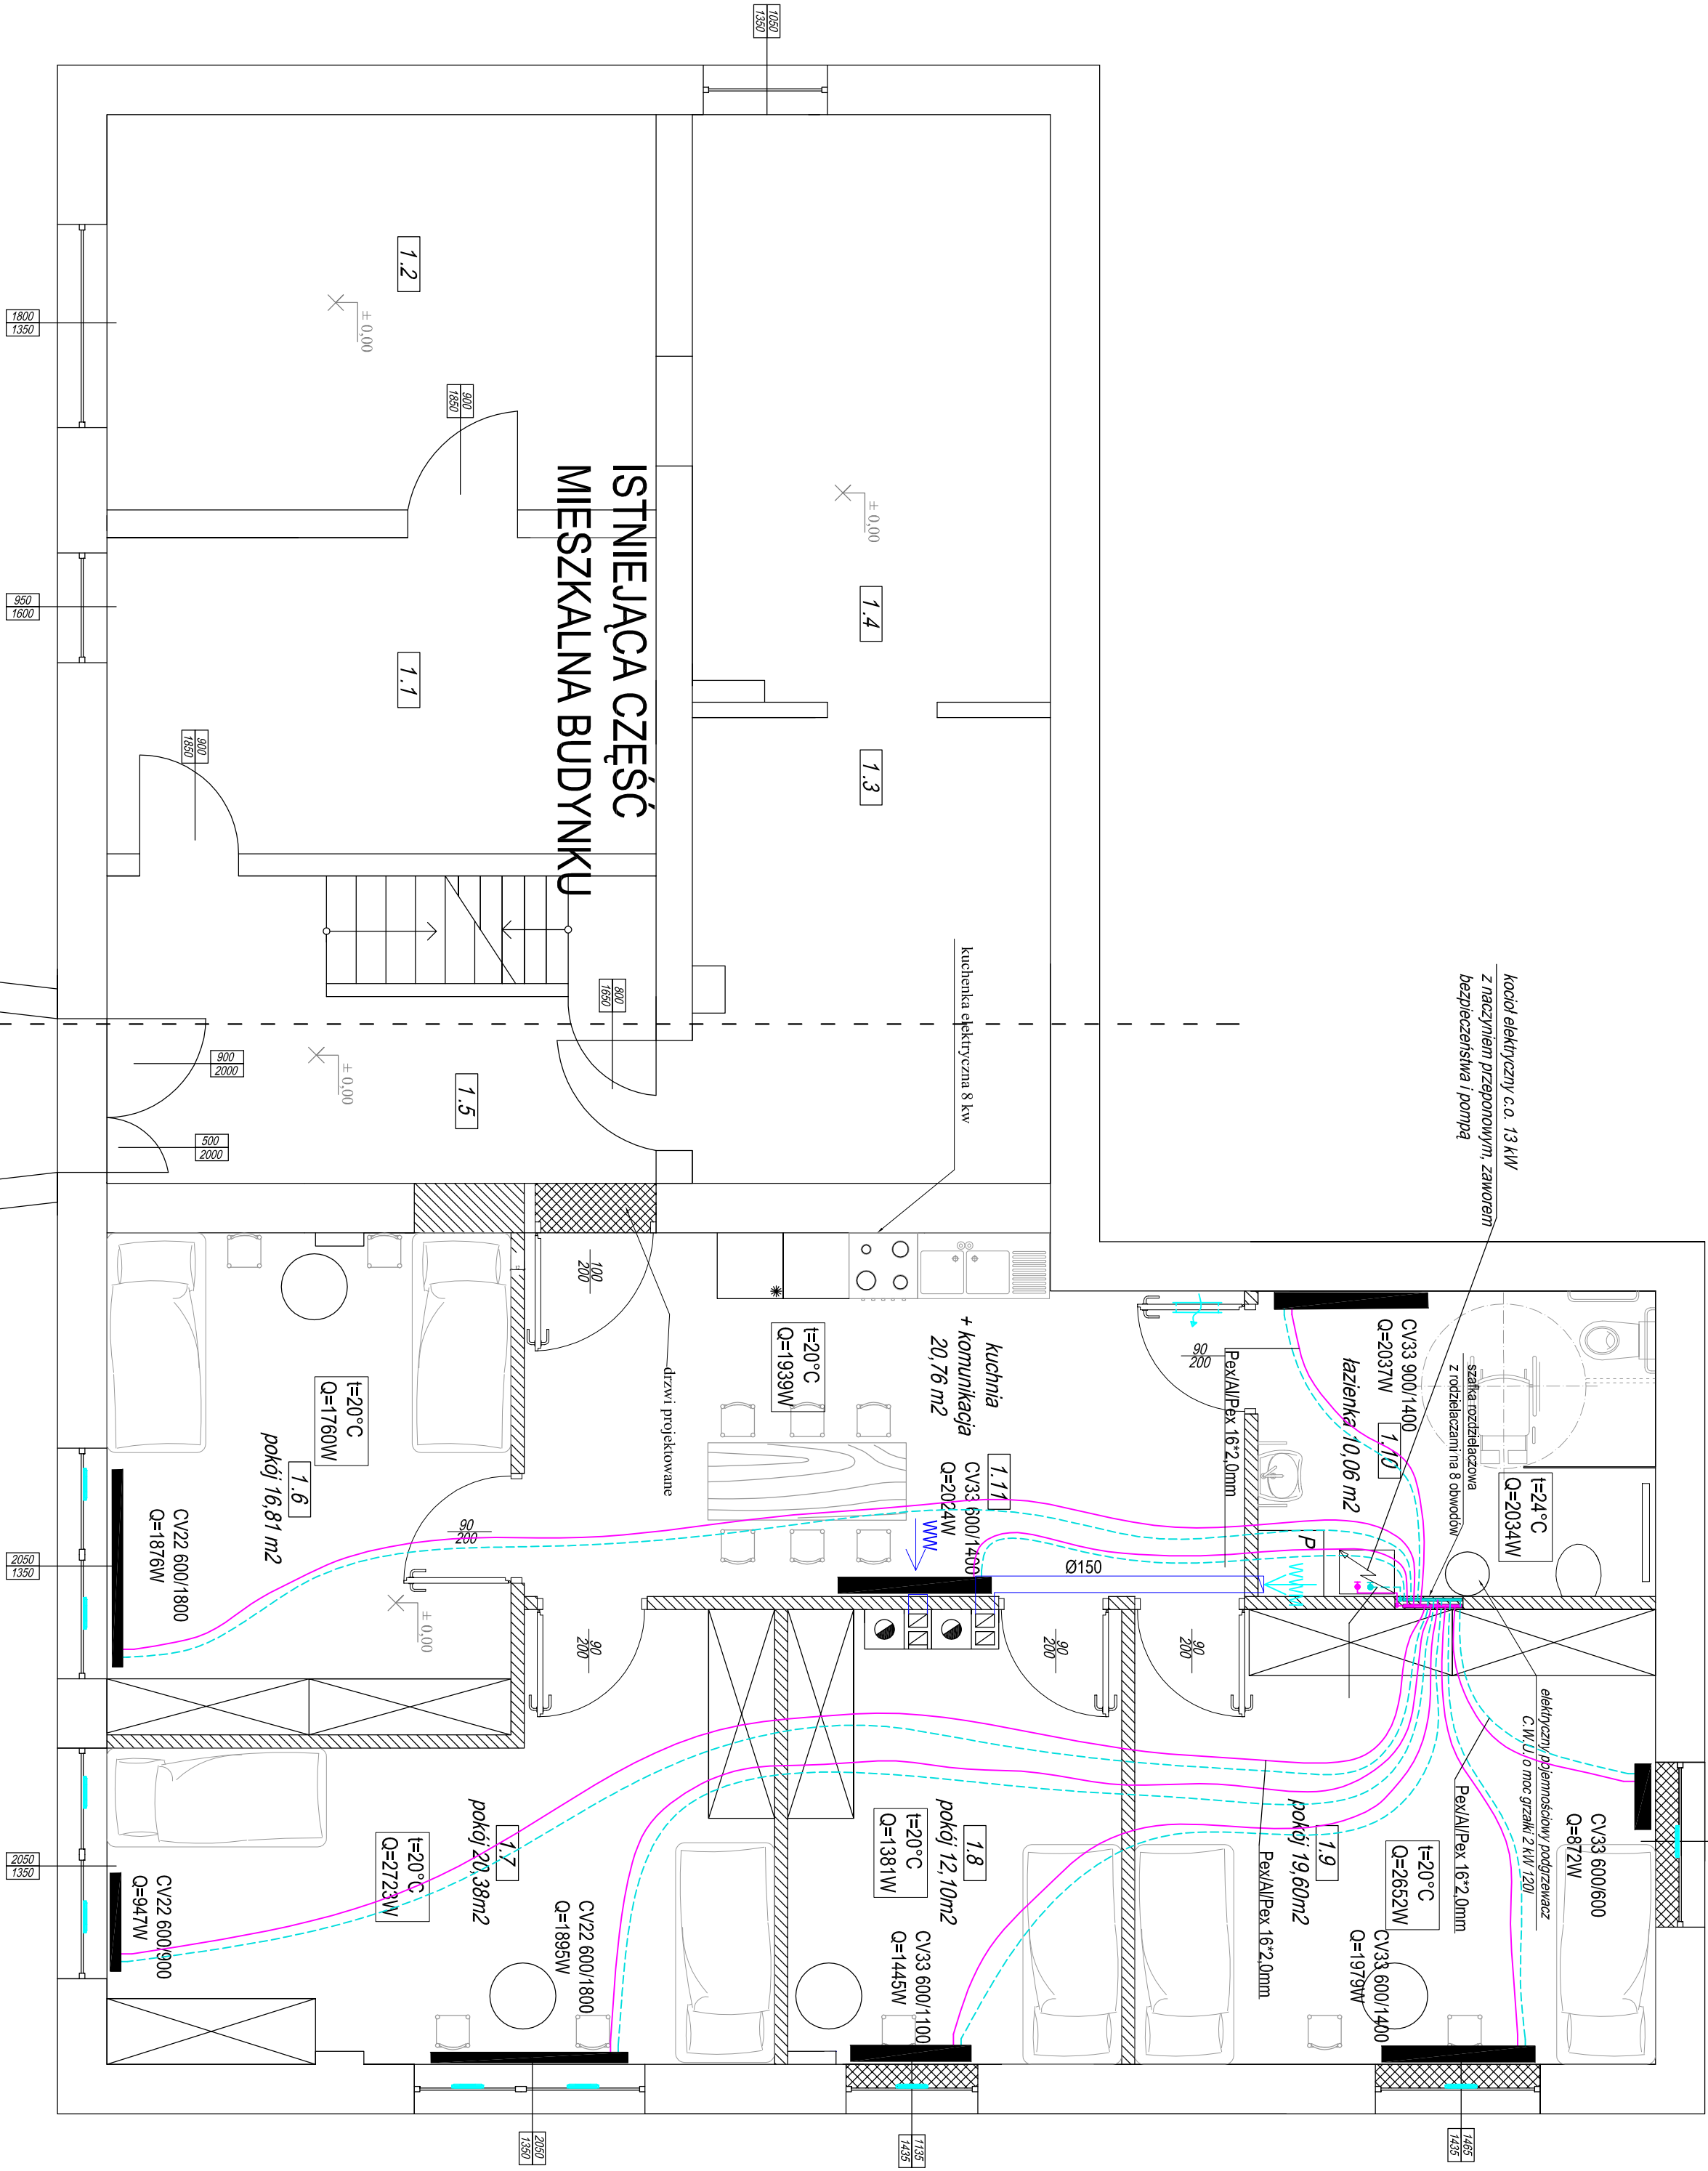 ISTNIEJĄCA CZĘŚĆ
MIESZKALNA BUDYNKU
1.2
± 0,00
1.1
1.4
± 0,00
1.3
1.5
± 0,00
1050
1350
1800
1350
950
1600
900
1850
900
1850
800
1650
900
2000
500
2000
kuchenka elektryczna 8 kw
kocioł elektryczny c.o. 13 kW
z naczyniem przeponowym, zaworem
bezpieczeństwa i pompą
drzwi projektowane
100
200
12
kuchnia
+ komunikacja
20,76 m2
t=20°C
Q=1939W
1.11
CV33 600/1400
Q=2024W
WW
Ø150
WW
P
90
200
Pex/Al/Pex 16*2,0mm
łazienka 10,06 m2
1.10
CV33 900/1400
Q=2037W
szafka rozdzielaczowa
z rodzielaczami na 8 obwodów
t=24°C
Q=2034W
elektryczny pojemnościowy podgrzewacz
C.W.U. o moc grzałki 2 kW 120l
t=20°C
Q=1760W
1.6
pokój 16,81 m2
CV22 600/1800
Q=1876W
± 0,00
90
200
90
200
90
200
90
200
2050
1350
2050
1350
1.7
pokój 20,38m2
t=20°C
Q=2723W
CV22 600/900
Q=947W
CV22 600/1800
Q=1895W
1.8
pokój 12,10m2
t=20°C
Q=1381W
CV33 600/1100
Q=1445W
1.9
pokój 19,60m2
Pex/Al/Pex 16*2,0mm
t=20°C
Q=2652W
CV33 600/1400
Q=1979W
Pex/Al/Pex 16*2,0mm
CV33 600/600
Q=872W
2050
1350
1135
1435
1465
1435